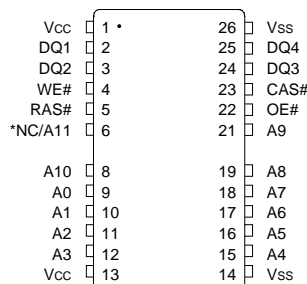 Vcc 1 26 Vss
DQ1 2 25 DQ4
DQ2 3 24 DQ3
WE# 4 23 CAS#
RAS# 5 22 OE#
*NC/A11 6 21 A9
A10 8 19 A8
A0 9 18 A7
A1 10 17 A6
A2 11 16 A5
A3 12 15 A4
Vcc 13 14 Vss